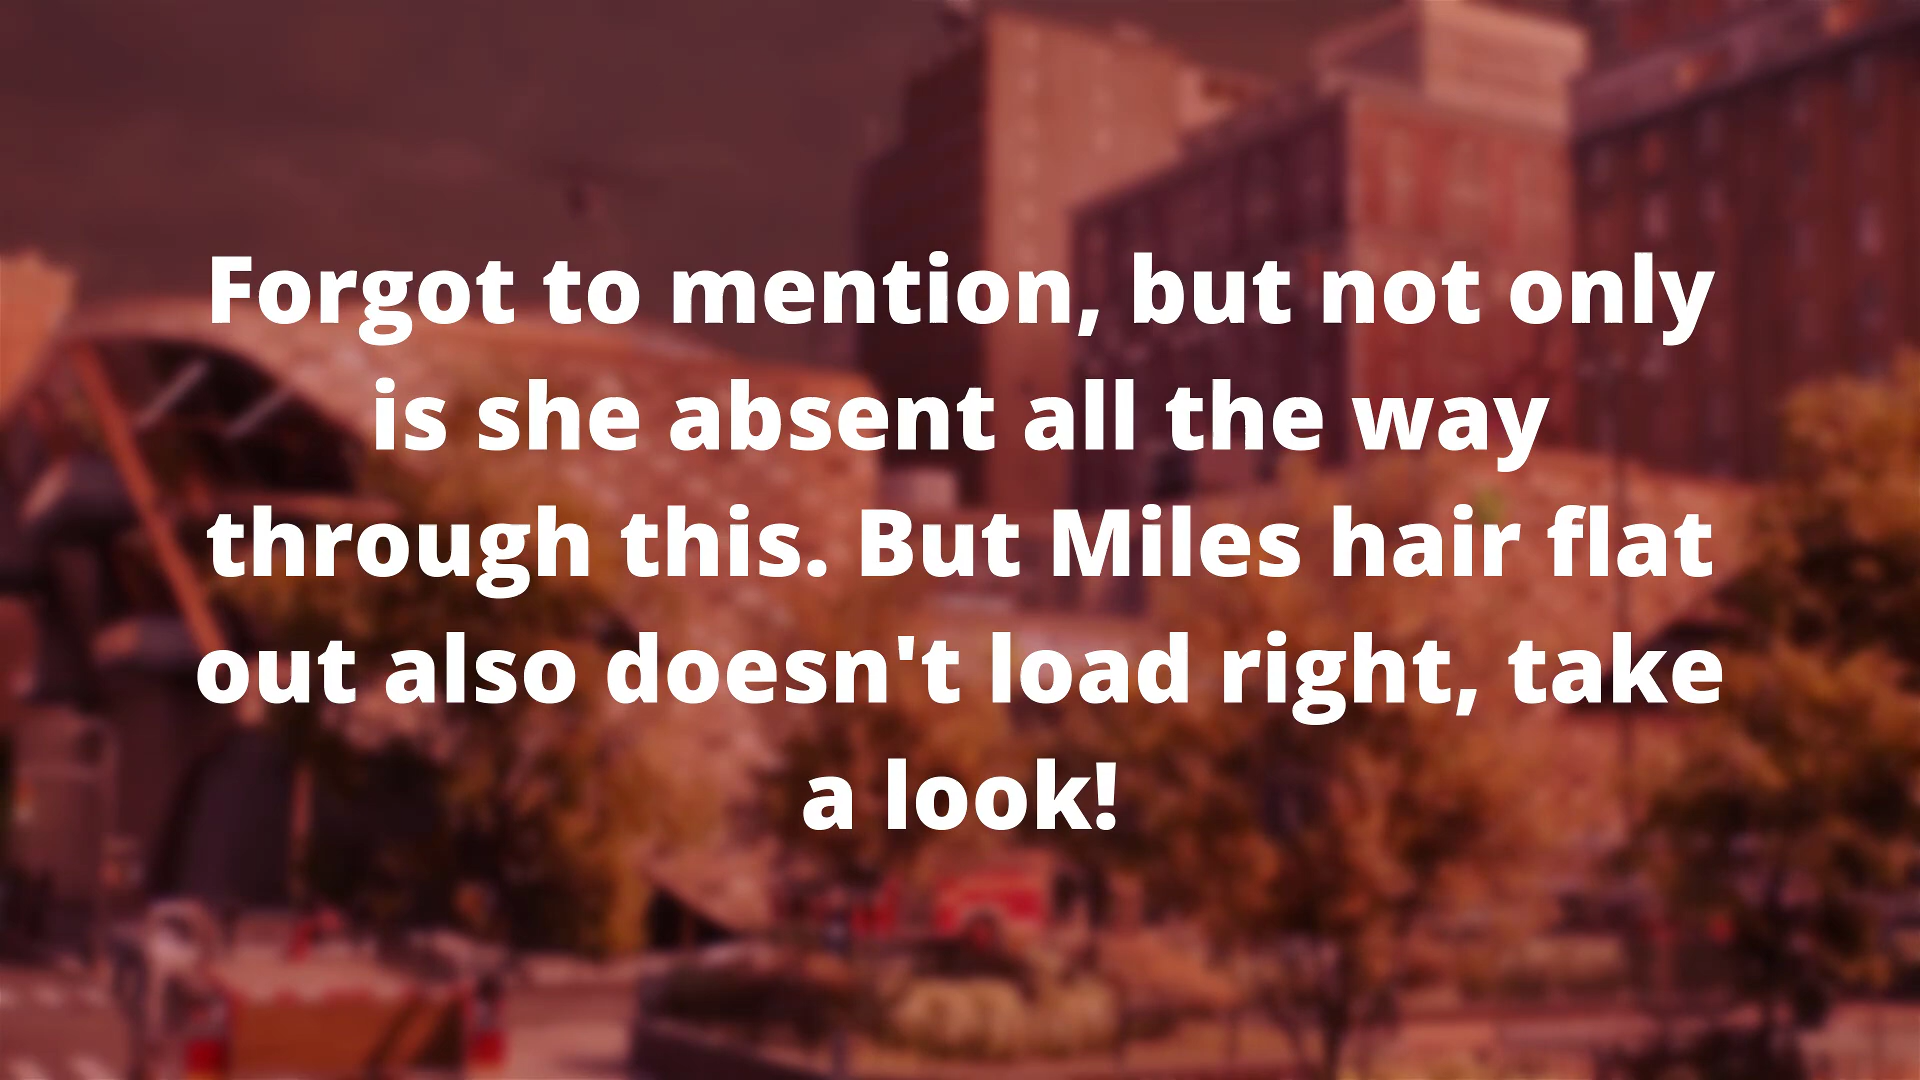 Forgot to mention, but not only
is she absent all the way
through this. But Miles hair flat
out also doesn't load right, take
a look!